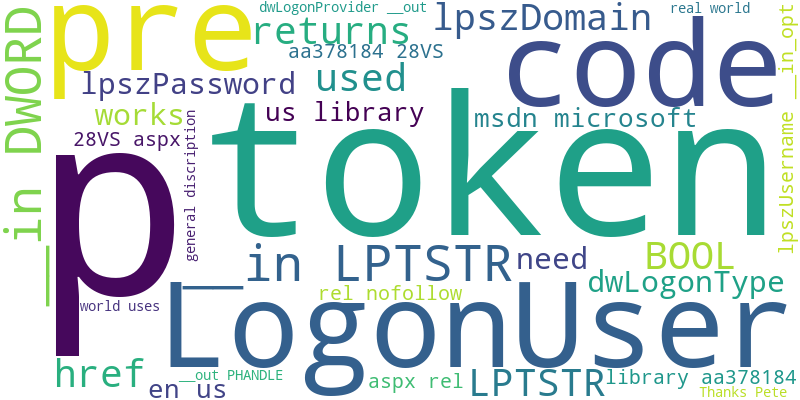 dwLogonProvider __out
real world
pre
returns
lpszDomain
__in DWORD
aa378184 28VS
code
lpszPassword
used
__in_opt
lpszUsername
works
us library
msdn microsoft
28VS aspx
general discription
p
token
__in LPTSTR
need
BOOL
dwLogonType
rel nofollow
world uses
LogonUser
href
__out PHANDLE
aspx rel
LPTSTR
library aa378184
en us
Thanks Pete